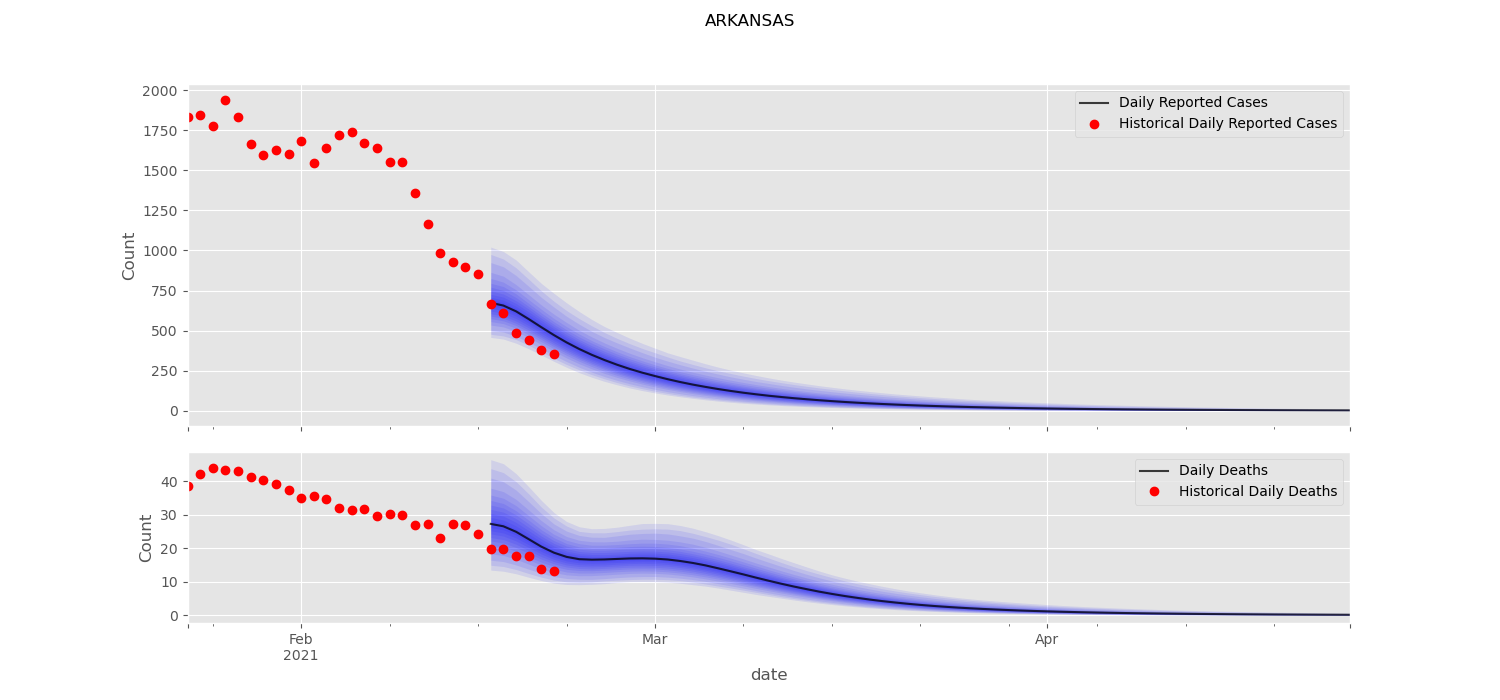 ARKANSAS
2000
1750
1500
1250
1000
750
500
250
0
Count
Daily Reported Cases
Historical Daily Reported Cases
40
30
20
10
0
Count
Daily Deaths
Historical Daily Deaths
Feb
2021
Mar
Apr
date